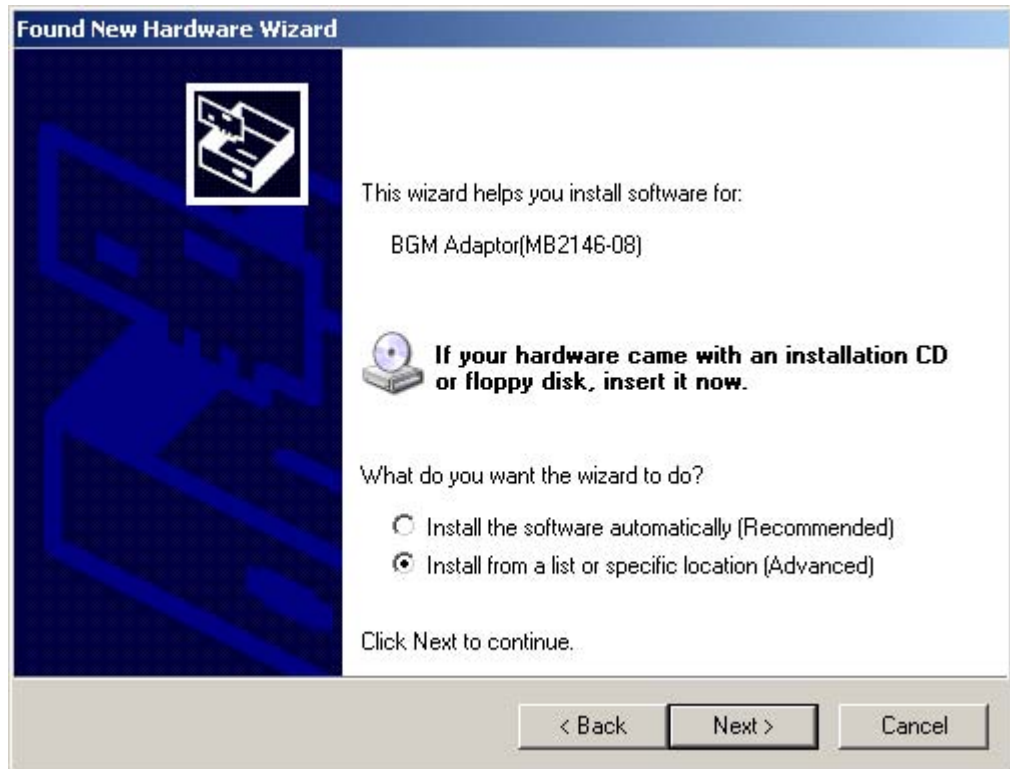 Found New Hardware Wizard
This wizard helps you install software for:
BGM Adaptor(MB2146-08)
If your hardware came with an installation CD
or floppy disk, insert it now.
What do you want the wizard to do?
Install the software automatically (Recommended)
Install from a list or specific location (Advanced)
Click Next to continue.
< Back
Next >
Cancel